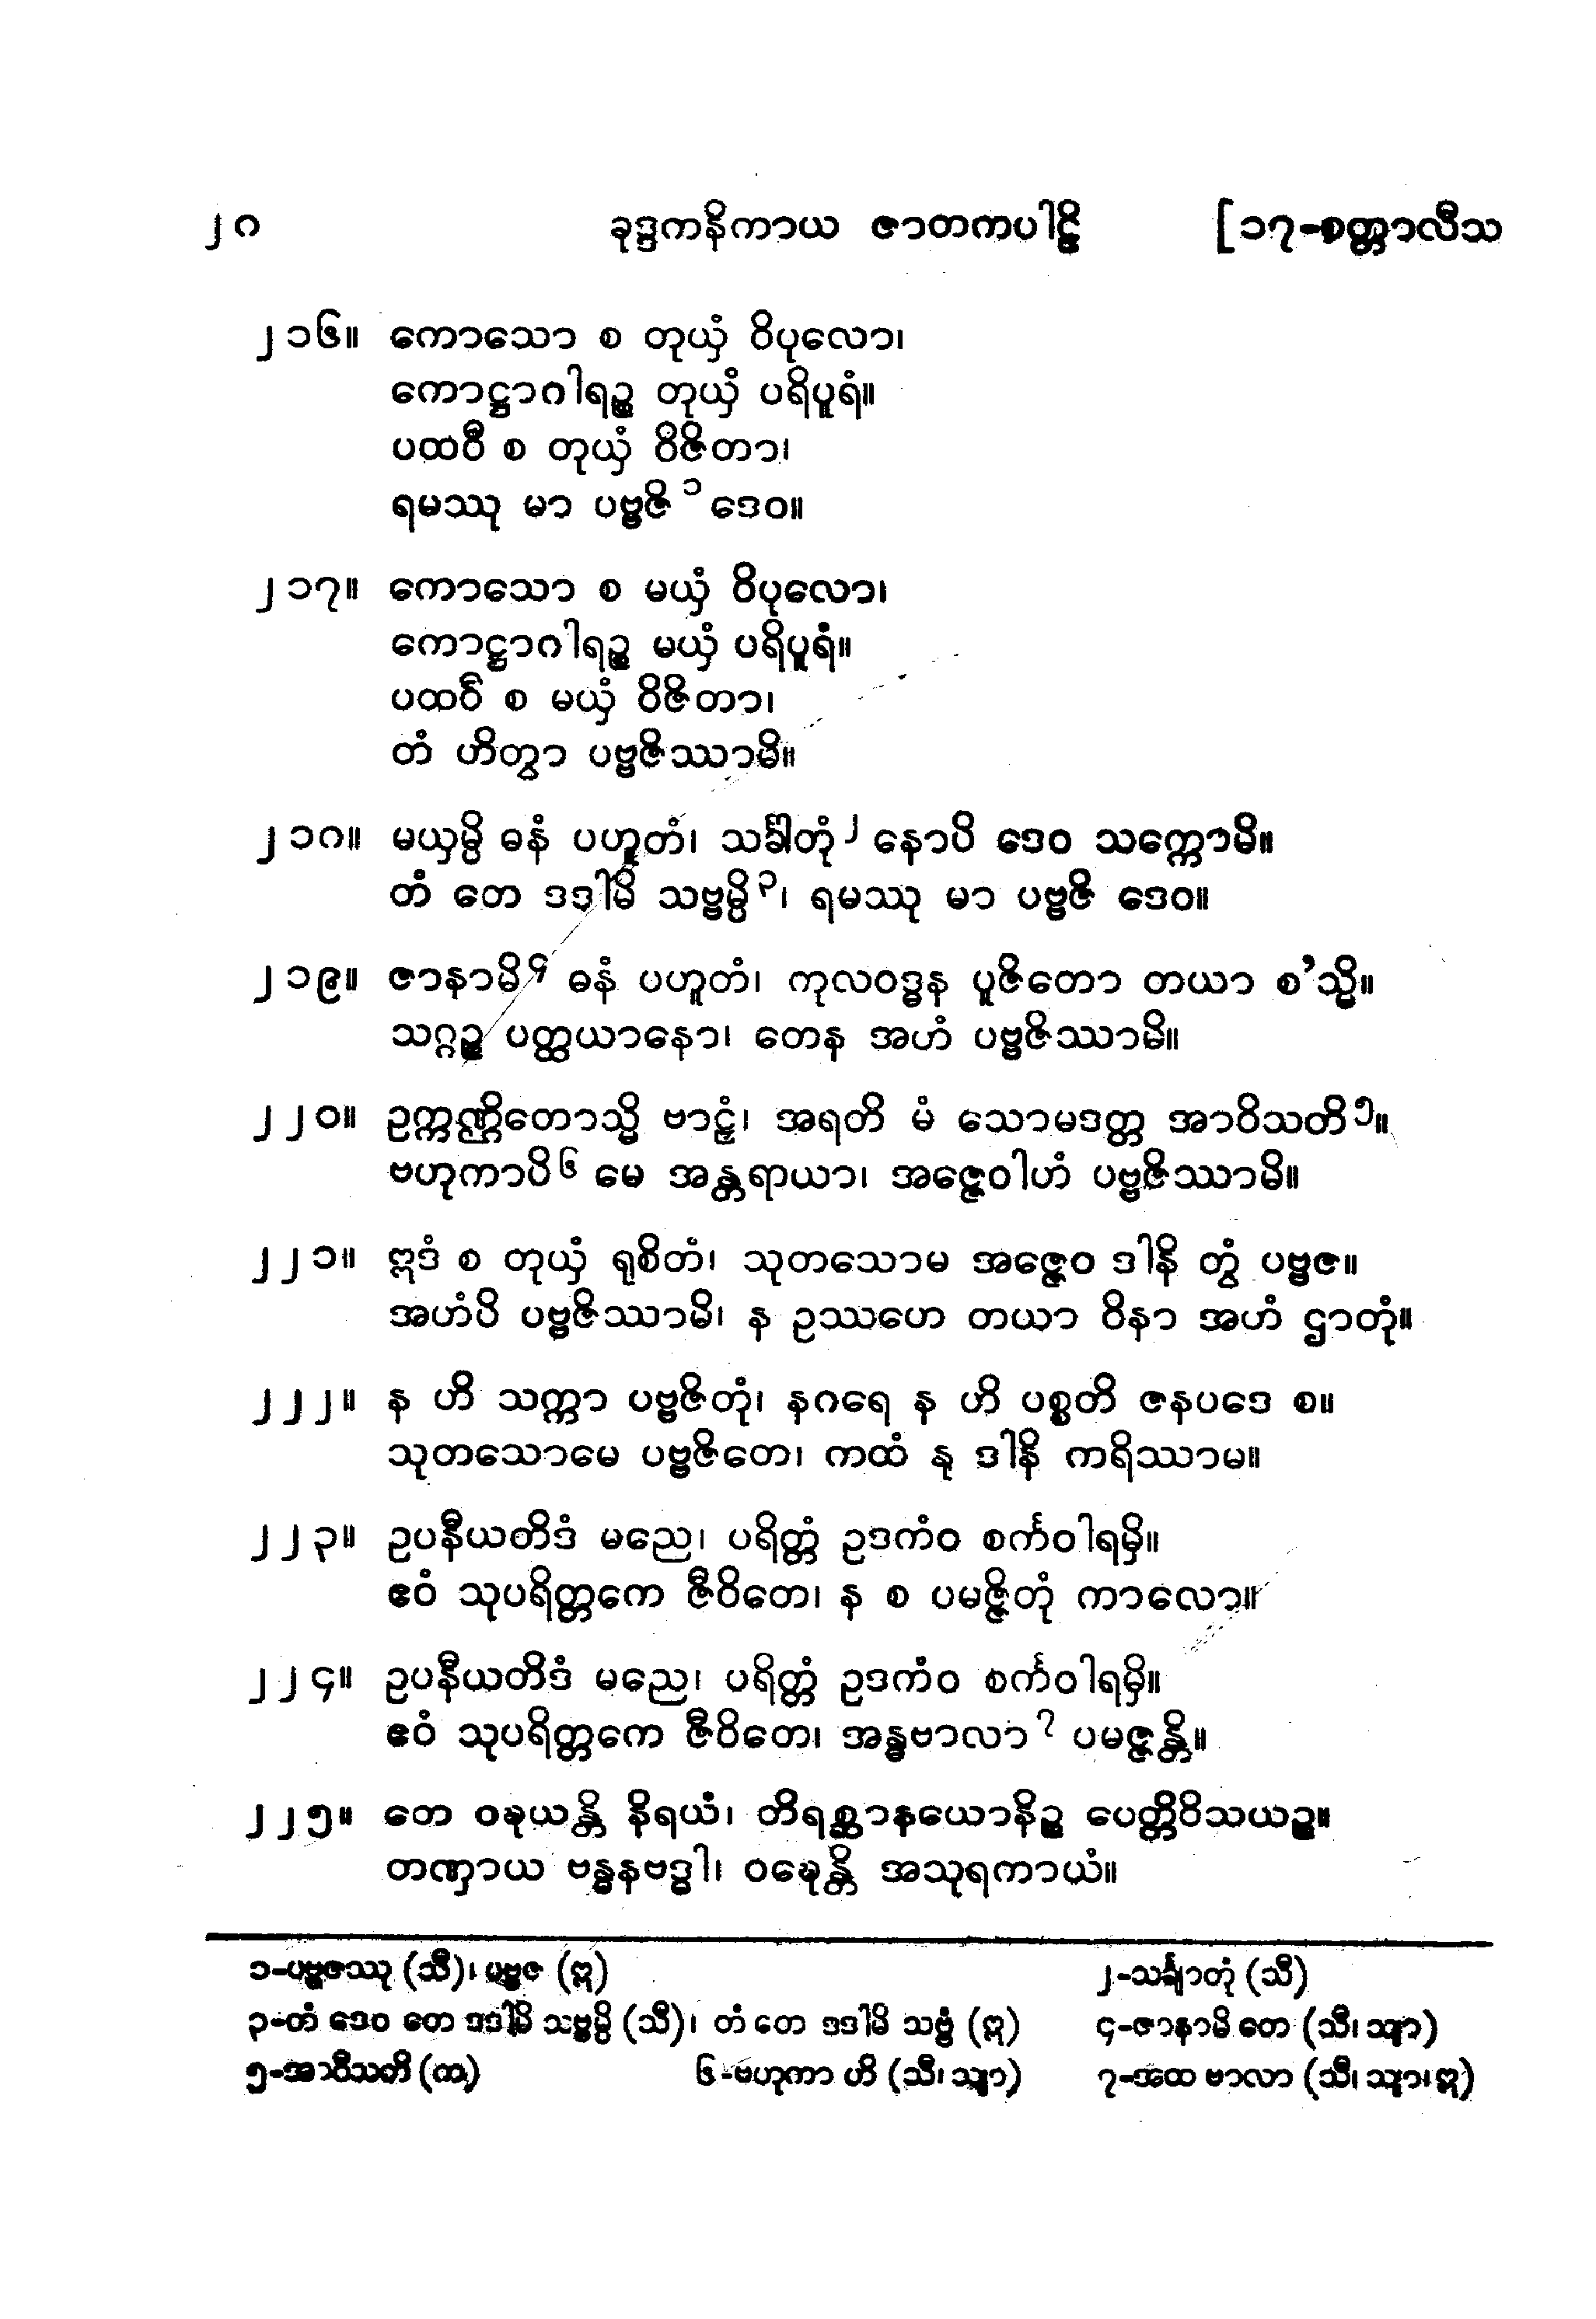 ၂၈ ခုဒ္ဒကနိကာယ ဇာတကပါဠိ [၁၇-စတ္တာလီသ
၂၁၆။ ကောသော စ တုယှံ ဝိပုလော၊
ကောဋ္ဌာဂါရဉ္စ တုယှံ ပရိပူရံ။
ပထဝီ စ တုယှံ ဝိဇိတာ၊
ရမဿု မာ ပဗ္ဗဇိ ၁ ဒေဝ။
၂၁၇။ ကောသော စ မယှံ ဝိပုလော၊
ကောဋ္ဌာဂါရဉ္စ မယှံ ပရိပူရံ။
ပထဝီ စ မယှံ ဝိဇိတာ၊
တံ ဟိတွာ ပဗ္ဗဇိဿာမိ။
၂၁၈။ မယှမ္ပိ ဓနံ ပဟူတံ၊ သင်္ခါတုံ ၂ နောပိ ဒေဝ သက္ကောမိ။
တံ တေ ဒဒါမိ သဗ္ဗမ္ပိ ၃၊ ရမဿု မာ ပဗ္ဗဇိ ဒေဝ။
၂၁၉။ ဇာနာမိ ၄ ဓနံ ပဟူတံ၊ ကုလဝဒ္ဓန ပူဇိတော တယာ စ’သ္မိ။
သဂ္ဂဉ္စ ပတ္ထယာနော၊ တေန အဟံ ပဗ္ဗဇိဿာမိ။
၂၂၀။ ဥက္ကဏ္ဌိတောသ္မိ ဗာဠှံ၊ အရတိ မံ သောမဒတ္တ အာဝိသတိ ၅။
ဗဟုကာပိ ၆ မေ အန္တရာယာ၊ အဇ္ဇေဝါဟံ ပဗ္ဗဇိဿာမိ။
၂၂၁။ ဣဒံ စ တုယှံ ရုစိတံ၊ သုတသောမ အဇ္ဇေဝ ဒါနိ တွံ ပဗ္ဗဇ။
အဟံပိ ပဗ္ဗဇိဿာမိ၊ န ဥဿဟေ တယာ ဝိနာ အဟံ ဌာတုံ။
၂၂၂။ န ဟိ သက္ကာ ပဗ္ဗဇိတုံ၊ နဂရေ န ဟိ ပစ္စတိ ဇနပဒေ စ။
သုတသောမေ ပဗ္ဗဇိတေ၊ ကထံ နု ဒါနိ ကရိဿာမ။
၂၂၃။ ဥပနီယတိဒံ မညေ၊ ပရိတ္တံ ဥဒကံဝ စင်္ကဝါရမှိ။
ဧဝံ သုပရိတ္တကေ ဇီဝိတေ၊ န စ ပမဇ္ဇိတုံ ကာလော။
၂၂၄။ ဥပနီယတိဒံ မညေ၊ ပရိတ္တံ ဥဒကံဝ စင်္ကဝါရမှိ။
ဧဝံ သုပရိတ္တကေ ဇီဝိတေ၊ အန္ဓဗာလာ ၇ ပမဇ္ဇန္တိ။
၂၂၅။ တေ ဝဍ္ဎယန္တိ နိရယံ၊ တိရစ္ဆာနယောနိဉ္စ ပေတ္တိဝိသယဉ္စ။
တဏှာယ ဗန္ဓနဗဒ္ဓါ၊ ဝဍ္ဎေန္တိ အသုရကာယံ။
၁-ပဗ္ဗဇဿု (သီ)၊ ပဗ္ဗဇ (ဣ) ၂-သင်္ချာတုံ (သီ)
၃-တံ ဒေဝ တေ ဒဒါမိ သဗ္ဗမ္ပိ (သီ)၊ တံ တေ ဒဒါမိ သဗ္ဗံ (ဣ) ၄-ဇာနာမိ တေ (သီ၊ သျာ)
၅-အာဝီသတိ (က) ၆-ဗဟုကာ ဟိ (သီ၊ သျာ) ၇-အထ ဗာလာ (သီ၊ သျာ၊ ဣ)